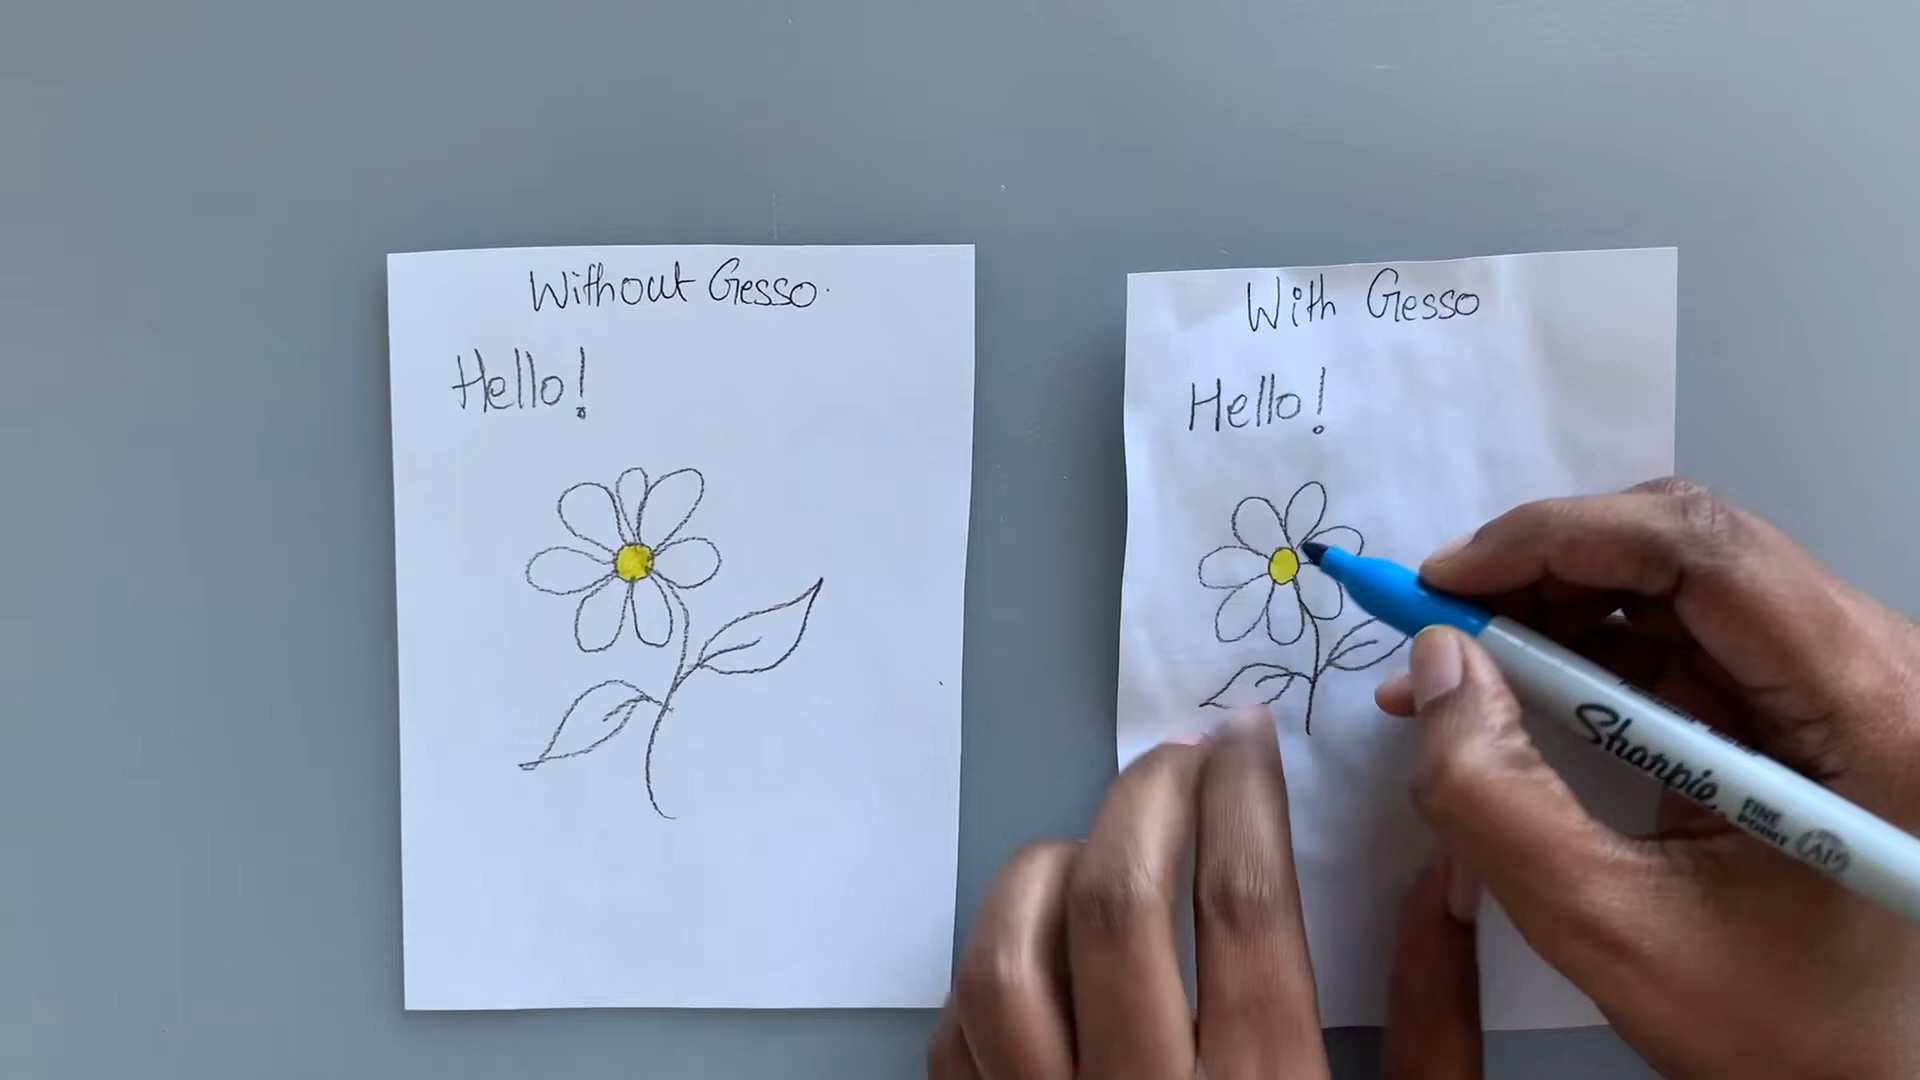 Without Gesso.
Hello!
With Gesso
Hello!
Sharpie
FINE
POINT